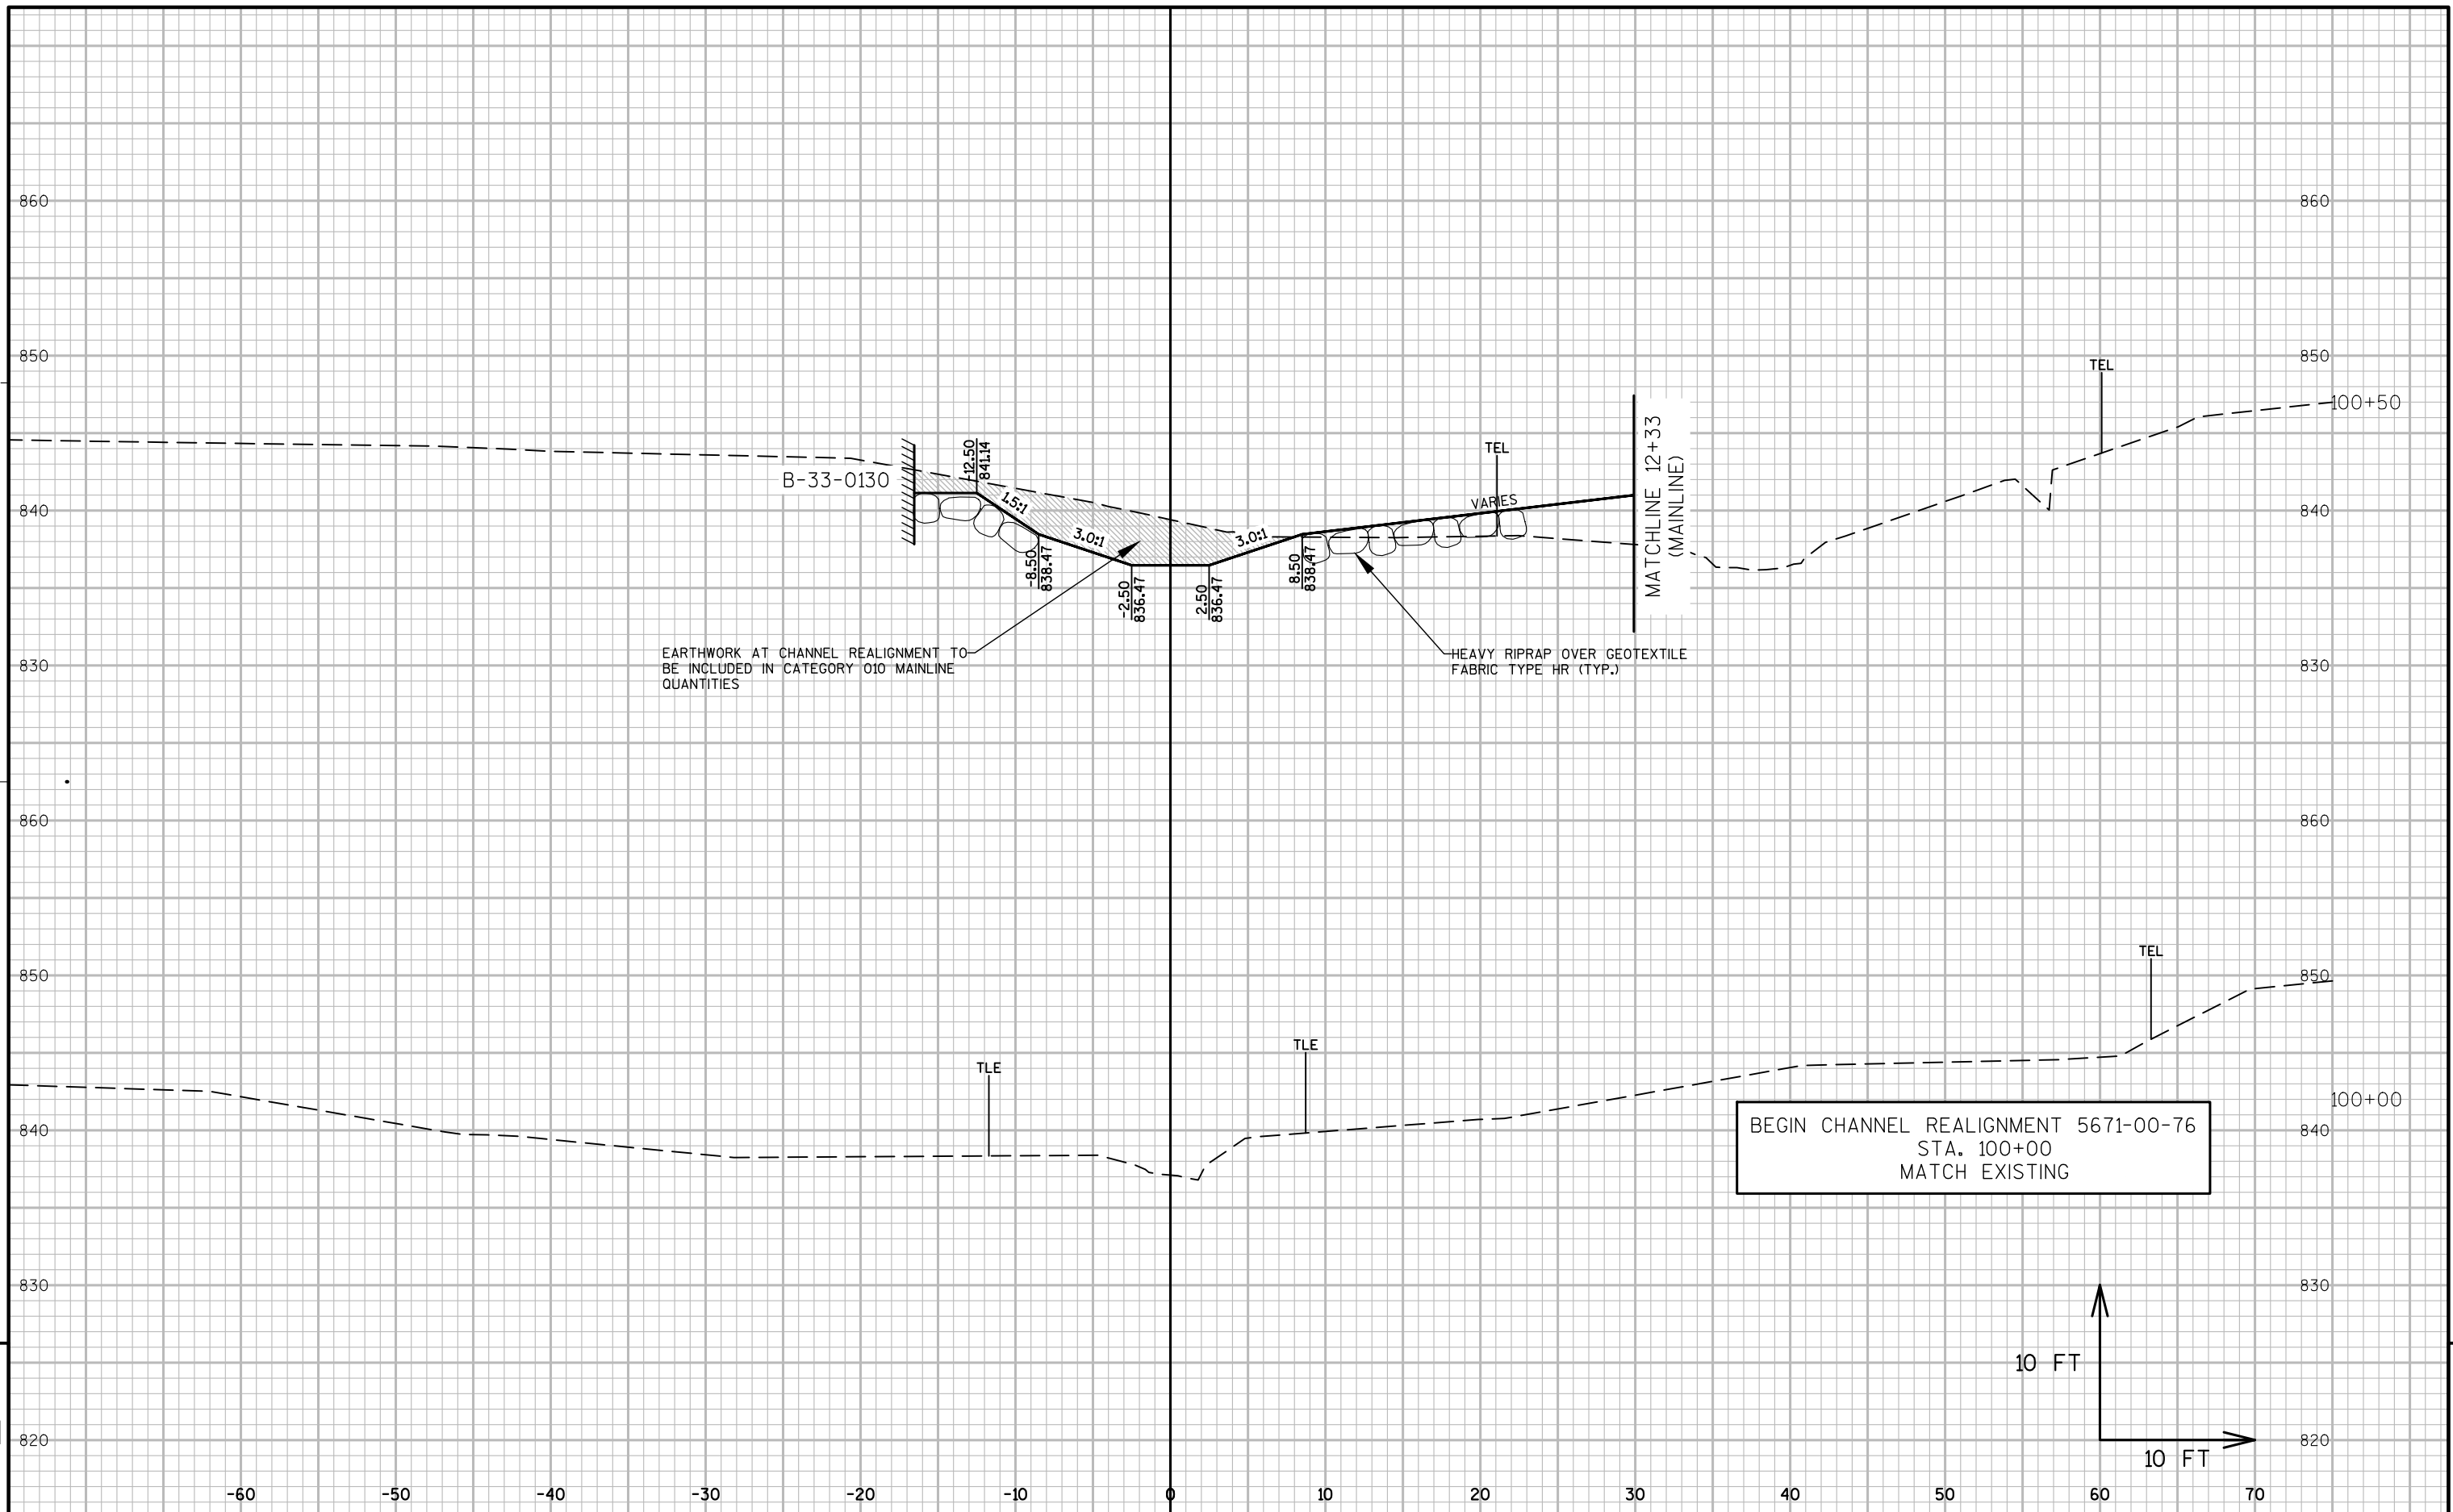 860
860
850
850
TEL
100+50
MATCHLINE 12+33
(MAINLINE)
-12.50
841.14
TEL
B-33-0130
1.5:1
VARIES
840
840
3.0:1
3.0:1
-8.50
838.47
8.50
838.47
-2.50
836.47
2.50
836.47
EARTHWORK AT CHANNEL REALIGNMENT TO
BE INCLUDED IN CATEGORY 010 MAINLINE
QUANTITIES
HEAVY RIPRAP OVER GEOTEXTILE
FABRIC TYPE HR (TYP.)
830
830
860
860
TEL
850
850
TLE
TLE
100+00
840
840
BEGIN CHANNEL REALIGNMENT 5671-00-76
STA. 100+00
MATCH EXISTING
830
830
10 FT
820
820
10 FT
-60
-50
-40
-30
-20
-10
0
10
20
30
40
50
60
70